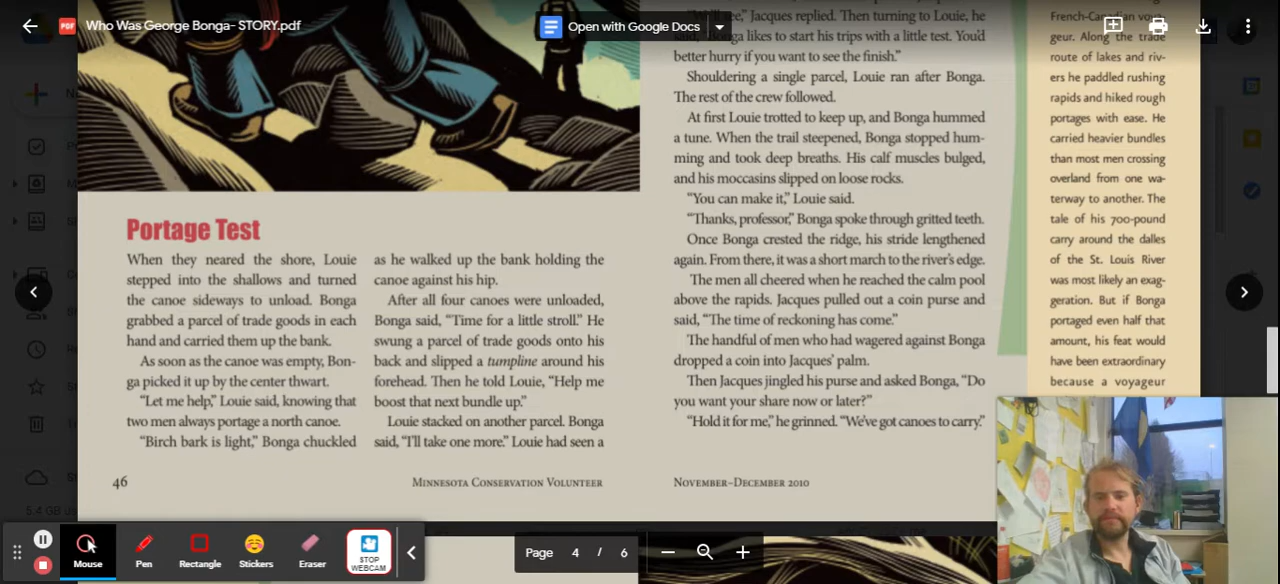 Who Was George Bonga- STORY.pdf
PDF
Open with Google Docs
Portage Test
When they neared the shore, Louie
stepped into the shallows and turned
the canoe sideways to unload. Bonga
grabbed a parcel of trade goods in each
hand and carried them up the bank.
As soon as the canoe was empty, Bon-
ga picked it up by the center thwart.
“Let me help,” Louie said, knowing that
two men always portage a north canoe.
“Birch bark is light,” Bonga chuckled
46
as he walked up the bank holding the
canoe against his hip.
After all four canoes were unloaded,
Bonga said, “Time for a little stroll.” He
swung a parcel of trade goods onto his
back and slipped a tumpline around his
forehead. Then he told Louie, “Help me
boost that next bundle up.”
Louie stacked on another parcel. Bonga
said, “I’ll take one more.” Louie had seen a
Minnesota Conservation Volunteer
Jacques replied. Then turning to Louie, he
likes to start his trips with a little test. You’d
better hurry if you want to see the finish.”
Shouldering a single parcel, Louie ran after Bonga.
The rest of the crew followed.
At first Louie trotted to keep up, and Bonga hummed
a tune. When the trail steepened, Bonga stopped hum-
ming and took deep breaths. His calf muscles bulged,
and his moccasins slipped on loose rocks.
“You can make it,” Louie said.
“Thanks, professor,” Bonga spoke through gritted teeth.
Once Bonga crested the ridge, his stride lengthened
again. From there, it was a short march to the river’s edge.
The men all cheered when he reached the calm pool
above the rapids. Jacques pulled out a coin purse and
said, “The time of reckoning has come.”
The handful of men who had wagered against Bonga
dropped a coin into Jacques’ palm.
Then Jacques jingled his purse and asked Bonga, “Do
you want your share now or later?”
“Hold it for me,” he grinned. “We’ve got canoes to carry.”
November–December 2010
French-Canadian voya-
geur. Along the trade
route of lakes and riv-
ers he paddled rushing
rapids and hiked rough
portages with ease. He
carried heavier bundles
than most men crossing
overland from one wa-
terway to another. The
tale of his 700-pound
carry around the dalles
of the St. Louis River
was most likely an exag-
geration. But if Bonga
portaged even half that
amount, his feat would
have been extraordinary
because a voyageur
Mouse
Pen
Rectangle
Stickers
Eraser
STOP
WEBCAM
Page 4 / 6